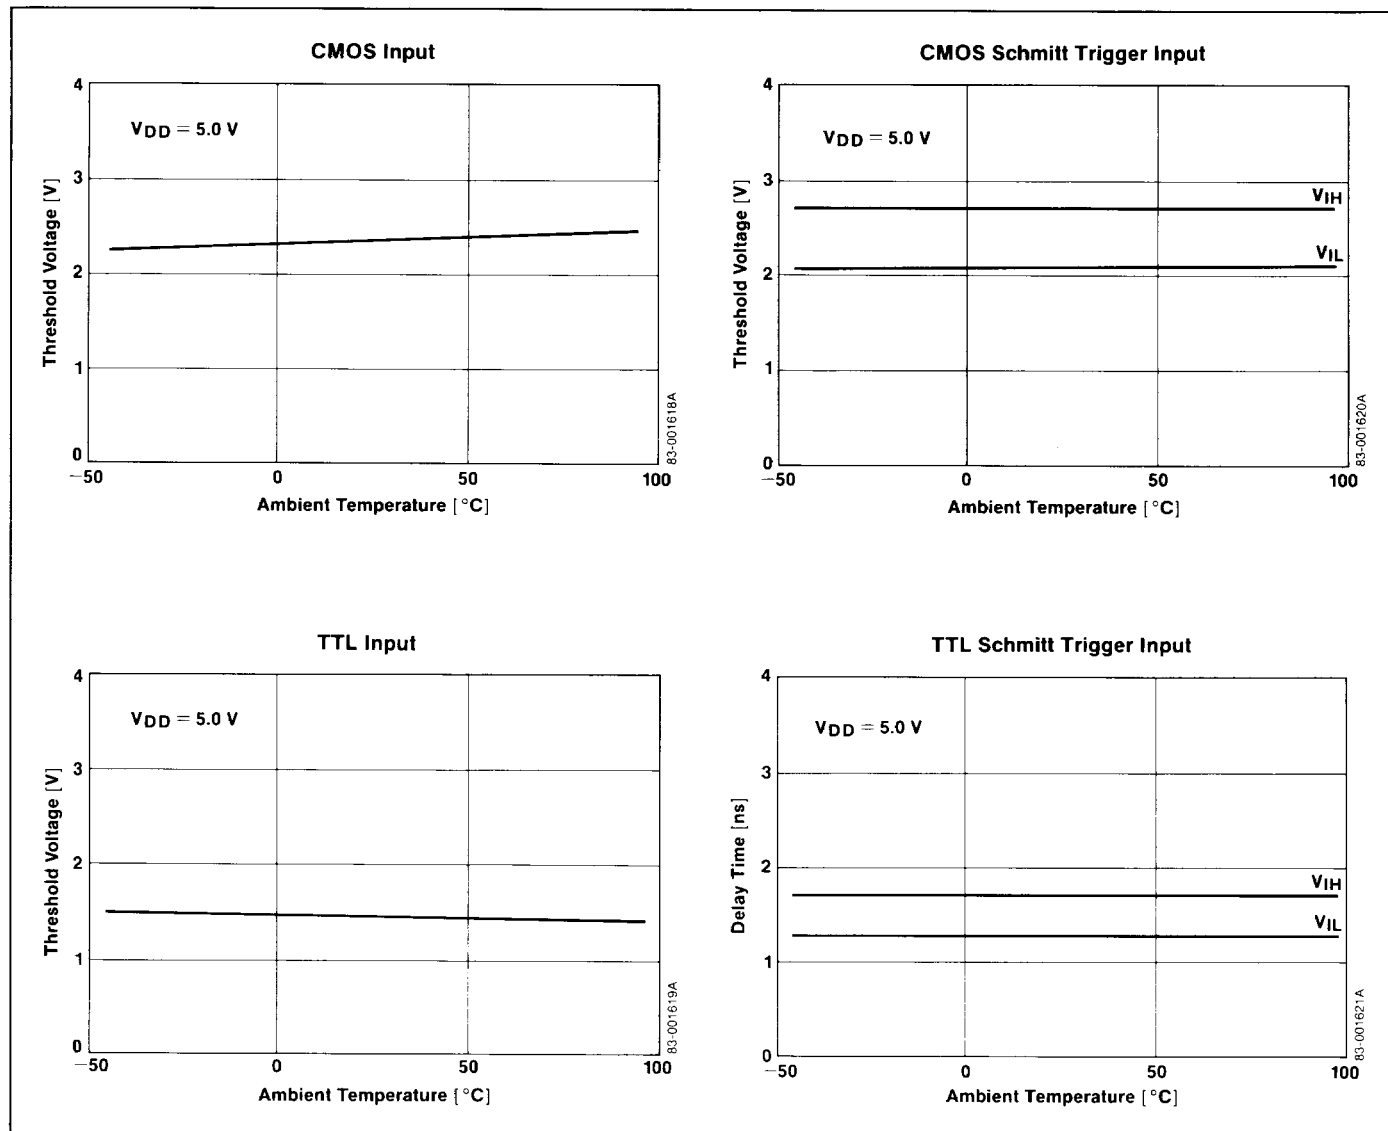 CMOS Input
4
VDD = 5.0 V
3
2
1
0
Threshold Voltage [V]
−50
0
50
100
Ambient Temperature [°C]
83-001618A
CMOS Schmitt Trigger Input
4
VDD = 5.0 V
3
VIH
VIL
2
1
0
Threshold Voltage [V]
−50
0
50
100
Ambient Temperature [°C]
83-001620A
TTL Input
4
VDD = 5.0 V
3
2
1
0
Threshold Voltage [V]
−50
0
50
100
Ambient Temperature [°C]
83-001619A
TTL Schmitt Trigger Input
4
VDD = 5.0 V
3
2
VIH
VIL
1
0
Delay Time [ns]
−50
0
50
100
Ambient Temperature [°C]
83-001621A